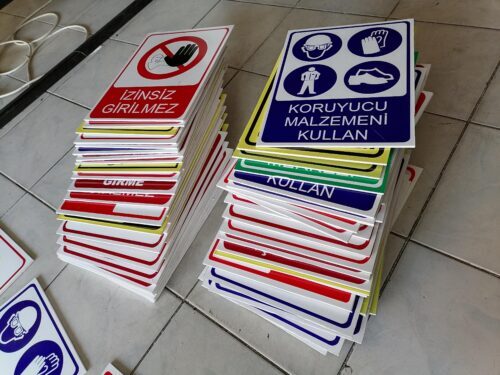 İZİNSİZ
GİRİLMEZ
KORUYUCU
MALZEMENİ
KULLAN
KULLAN
GİRME